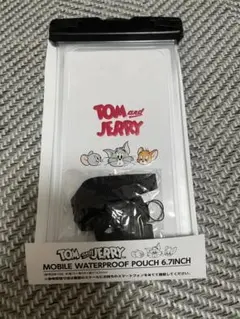 TOM and
JERRY
TOM and JERRY
MOBILE WATERPROOF POUCH 6.7INCH